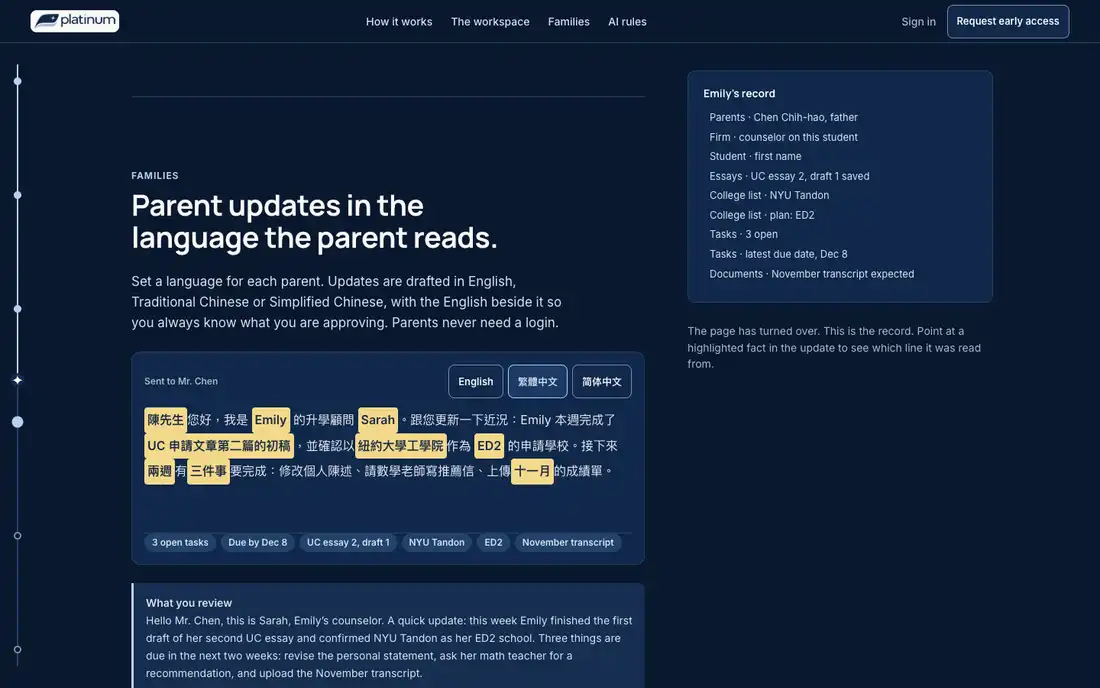 platinum
How it works
The workspace
Families
AI rules
Sign in
Request early access
FAMILIES
Parent updates in the
language the parent reads.
Set a language for each parent. Updates are drafted in English,
Traditional Chinese or Simplified Chinese, with the English beside it so
you always know what you are approving. Parents never need a login.
Sent to Mr. Chen
English
繁體中文
简体中文
陳先生您好，我是 Emily 的升學顧問 Sarah。跟您更新一下近況：Emily 本週完成了
UC 申請文章第二篇的初稿，並確認以紐約大學工學院作為 ED2 的申請學校。接下來
兩週有三件事要完成：修改個人陳述、請數學老師寫推薦信、上傳十一月的成績單。
3 open tasks
Due by Dec 8
UC essay 2, draft 1
NYU Tandon
ED2
November transcript
What you review
Hello Mr. Chen, this is Sarah, Emily’s counselor. A quick update: this week Emily finished the first
draft of her second UC essay and confirmed NYU Tandon as her ED2 school. Three things are
due in the next two weeks: revise the personal statement, ask her math teacher for a
recommendation, and upload the November transcript.
Emily’s record
Parents · Chen Chih-hao, father
Firm · counselor on this student
Student · first name
Essays · UC essay 2, draft 1 saved
College list · NYU Tandon
College list · plan: ED2
Tasks · 3 open
Tasks · latest due date, Dec 8
Documents · November transcript expected
The page has turned over. This is the record. Point at a
highlighted fact in the update to see which line it was read
from.